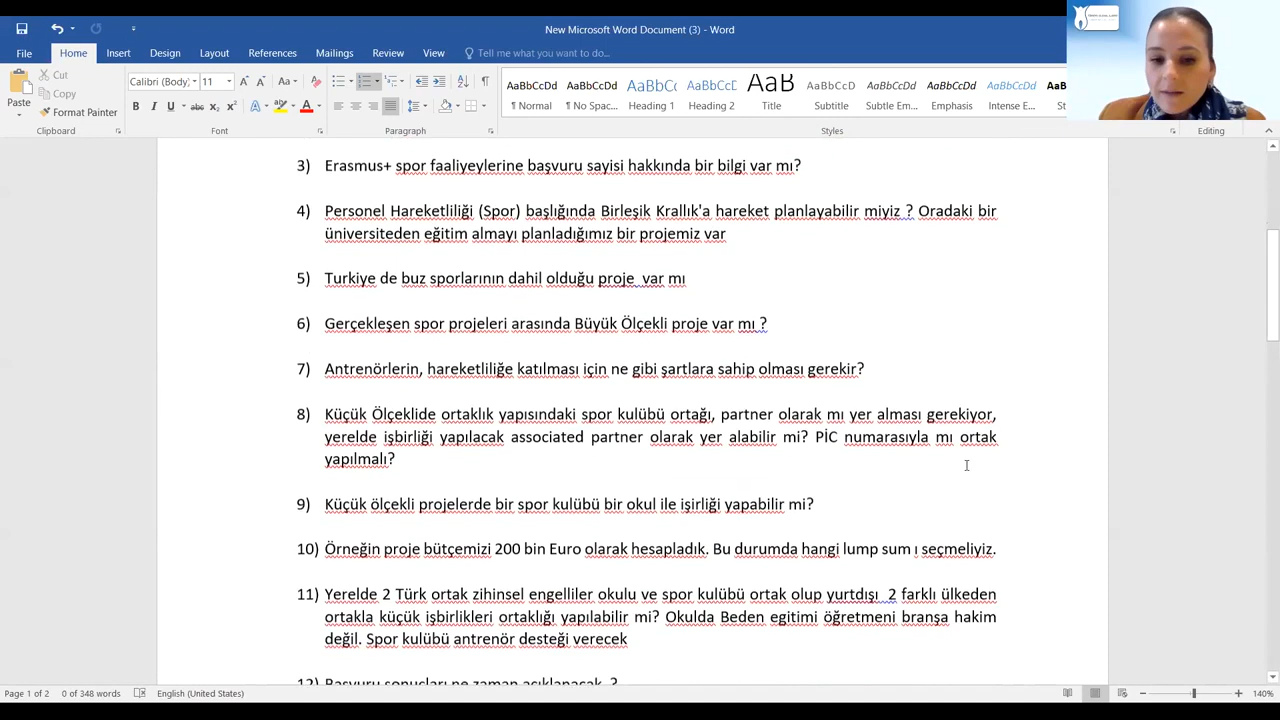 New Microsoft Word Document (3) - Word
File Home Insert Design Layout References Mailings Review View Tell me what you want to do...
Paste
Cut
Copy
Format Painter
Clipboard
Calibri (Body) 11
Font
Paragraph
AaBbCcDd AaBbCcDd AaBbC AaBbCcC AaB AaBbCcD AaBbCcDd AaBbCcDd AaBbCcDd
¶ Normal ¶ No Spac... Heading 1 Heading 2 Title Subtitle Subtle Em... Emphasis Intense E...
Styles
Editing
3) Erasmus+ spor faaliyeylerine başvuru sayisi hakkında bir bilgi var mı?
4) Personel Hareketliliği (Spor) başlığında Birleşik Krallık'a hareket planlayabilir miyiz ? Oradaki bir
üniversiteden eğitim almayı planladığımız bir projemiz var
5) Turkiye de buz sporlarının dahil olduğu proje var mı
6) Gerçekleşen spor projeleri arasında Büyük Ölçekli proje var mı ?
7) Antrenörlerin, hareketliliğe katılması için ne gibi şartlara sahip olması gerekir?
8) Küçük Ölçeklide ortaklık yapısındaki spor kulübü ortağı, partner olarak mı yer alması gerekiyor,
yerelde işbirliği yapılacak associated partner olarak yer alabilir mi? PİC numarasıyla mı ortak
yapılmalı?
9) Küçük ölçekli projelerde bir spor kulübü bir okul ile işirliği yapabilir mi?
10) Örneğin proje bütçemizi 200 bin Euro olarak hesapladık. Bu durumda hangi lump sum ı seçmeliyiz.
11) Yerelde 2 Türk ortak zihinsel engelliler okulu ve spor kulübü ortak olup yurtdışı 2 farklı ülkeden
ortakla küçük işbirlikleri ortaklığı yapılabilir mi? Okulda Beden egitimi öğretmeni branşa hakim
değil. Spor kulübü antrenör desteği verecek
12) Başvuru sonuçları ne zaman açıklanacak ?
Page 1 of 2 0 of 348 words English (United States) 140%